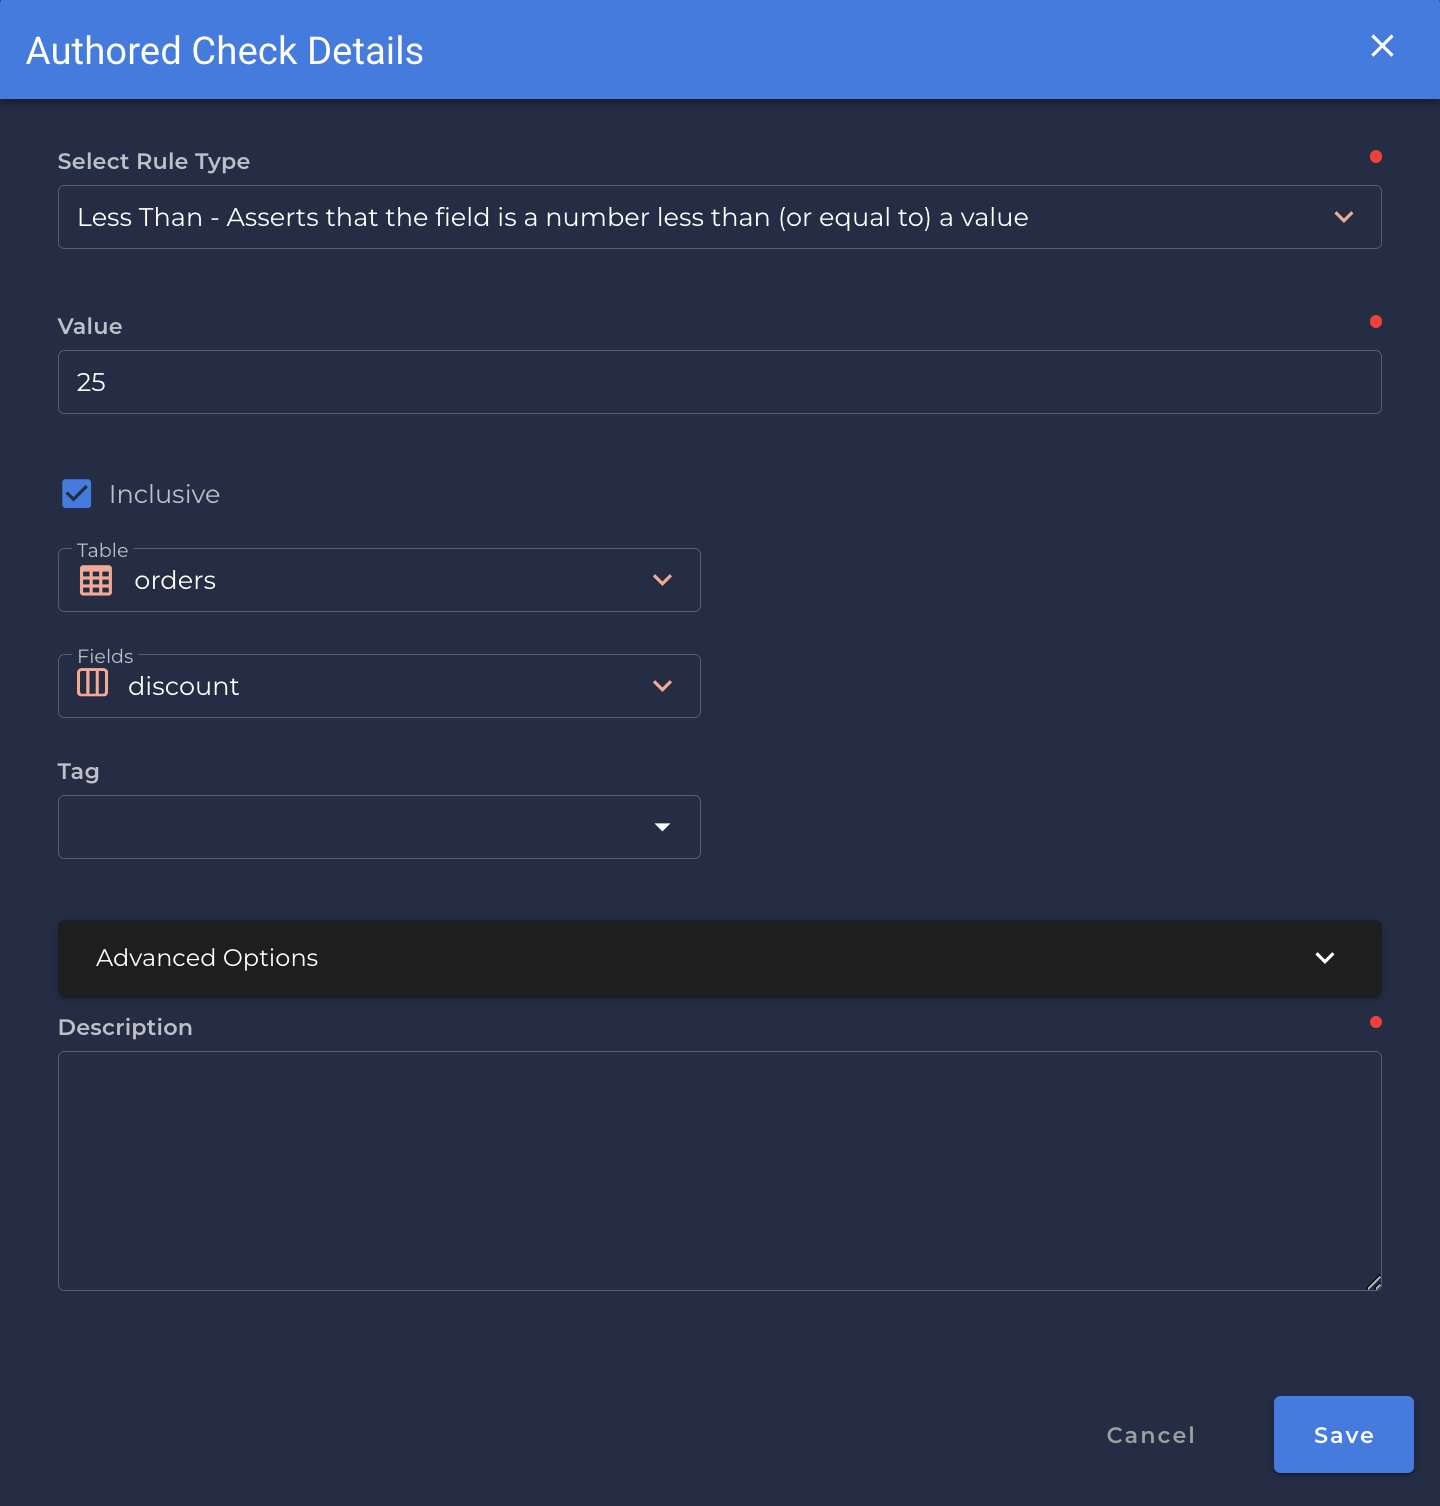 Authored Check Details
Select Rule Type
Less Than - Asserts that the field is a number less than (or equal to) a value
Value
25
Inclusive
Table
orders
Fields
discount
Tag
Advanced Options
Description
Cancel
Save